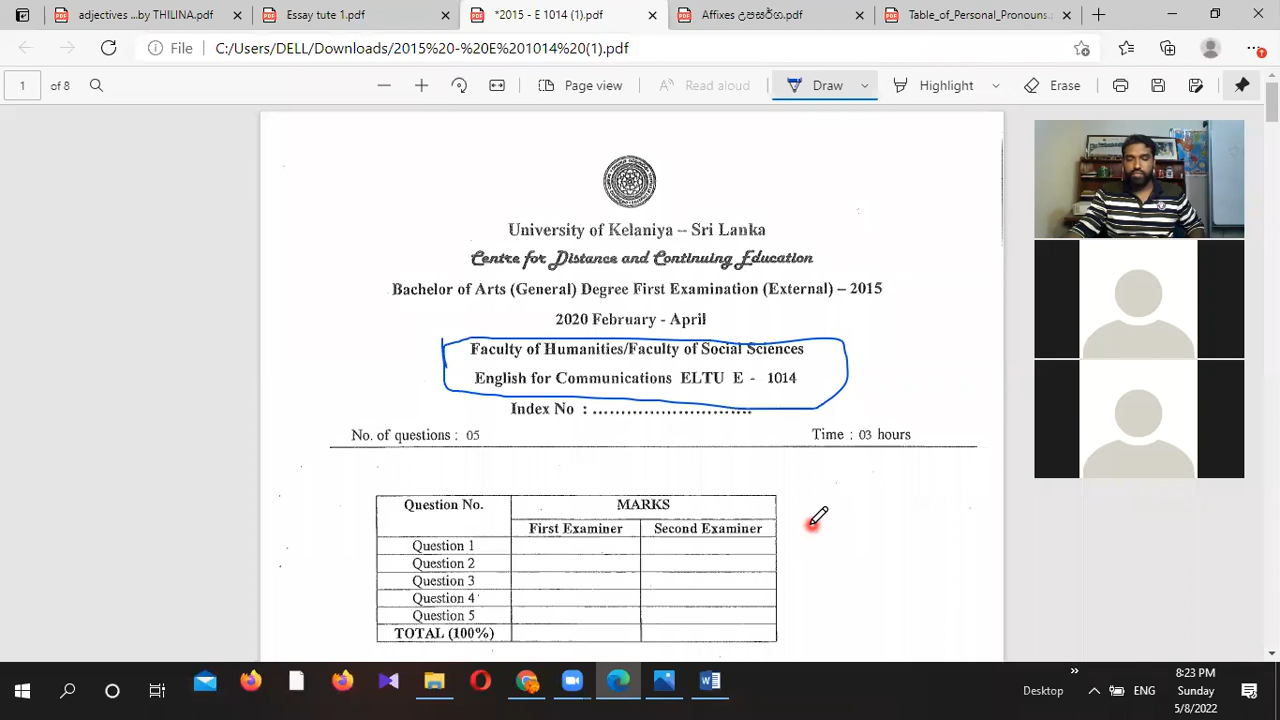 adjectives ...by THILINA.pdf
Essay tute 1.pdf
*2015 - E 1014 (1).pdf
Affixes උපසර්ග.pdf
Table_of_Personal_Pronouns.
File
C:/Users/DELL/Downloads/2015%20-%20E%201014%20(1).pdf
1 of 8
Page view
Read aloud
Draw
Highlight
Erase
University of Kelaniya – Sri Lanka
Centre for Distance and Continuing Education
Bachelor of Arts (General) Degree First Examination (External) – 2015
2020 February - April
Faculty of Humanities/Faculty of Social Sciences
English for Communications ELTU E - 1014
Index No : ............................
No. of questions : 05
Time : 03 hours
Question No. MARKS
First Examiner Second Examiner
Question 1
Question 2
Question 3
Question 4
Question 5
TOTAL (100%)
Desktop
ENG
8:23 PM
Sunday
5/8/2022